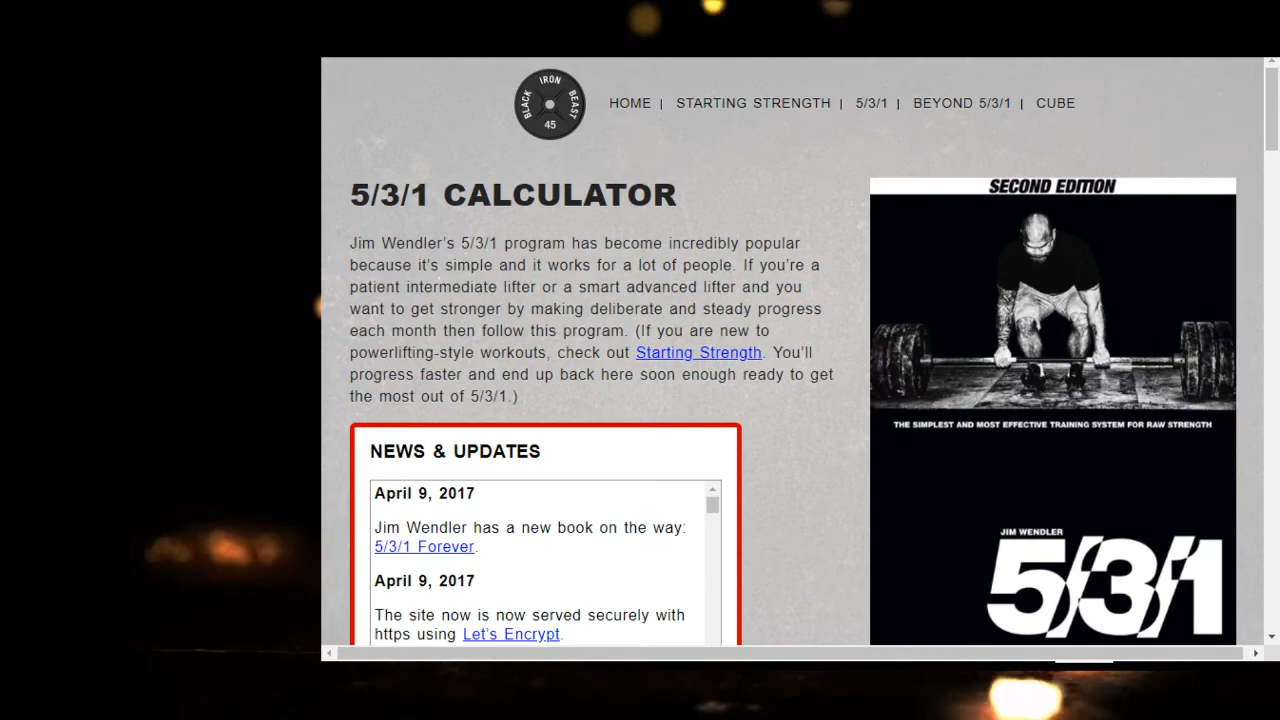 BLACK IRON BEAST
45
HOME | STARTING STRENGTH | 5/3/1 | BEYOND 5/3/1 | CUBE
5/3/1 CALCULATOR
Jim Wendler’s 5/3/1 program has become incredibly popular
because it’s simple and it works for a lot of people. If you’re a
patient intermediate lifter or a smart advanced lifter and you
want to get stronger by making deliberate and steady progress
each month then follow this program. (If you are new to
powerlifting-style workouts, check out Starting Strength. You’ll
progress faster and end up back here soon enough ready to get
the most out of 5/3/1.)
NEWS & UPDATES
April 9, 2017
Jim Wendler has a new book on the way:
5/3/1 Forever.
April 9, 2017
The site now is now served securely with
https using Let’s Encrypt.
SECOND EDITION
THE SIMPLEST AND MOST EFFECTIVE TRAINING SYSTEM FOR RAW STRENGTH
JIM WENDLER
5/3/1